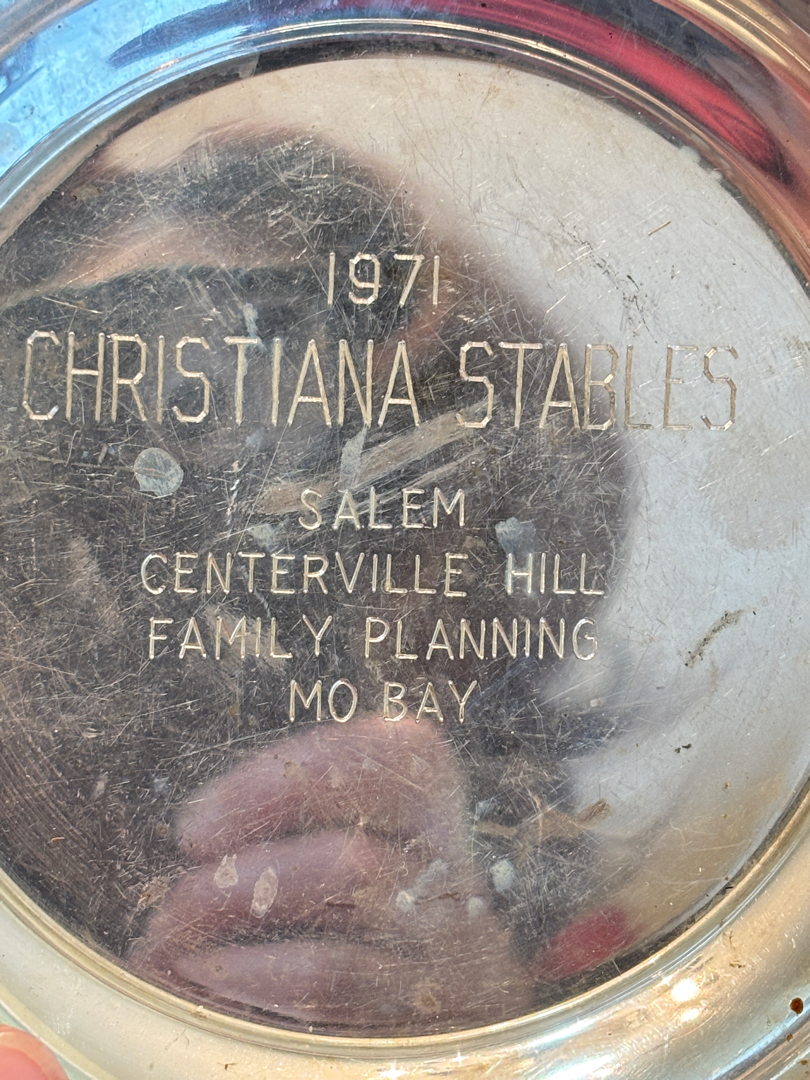 1971
CHRISTIANA STABLES
SALEM
CENTERVILLE HILL
FAMILY PLANNING
MO BAY